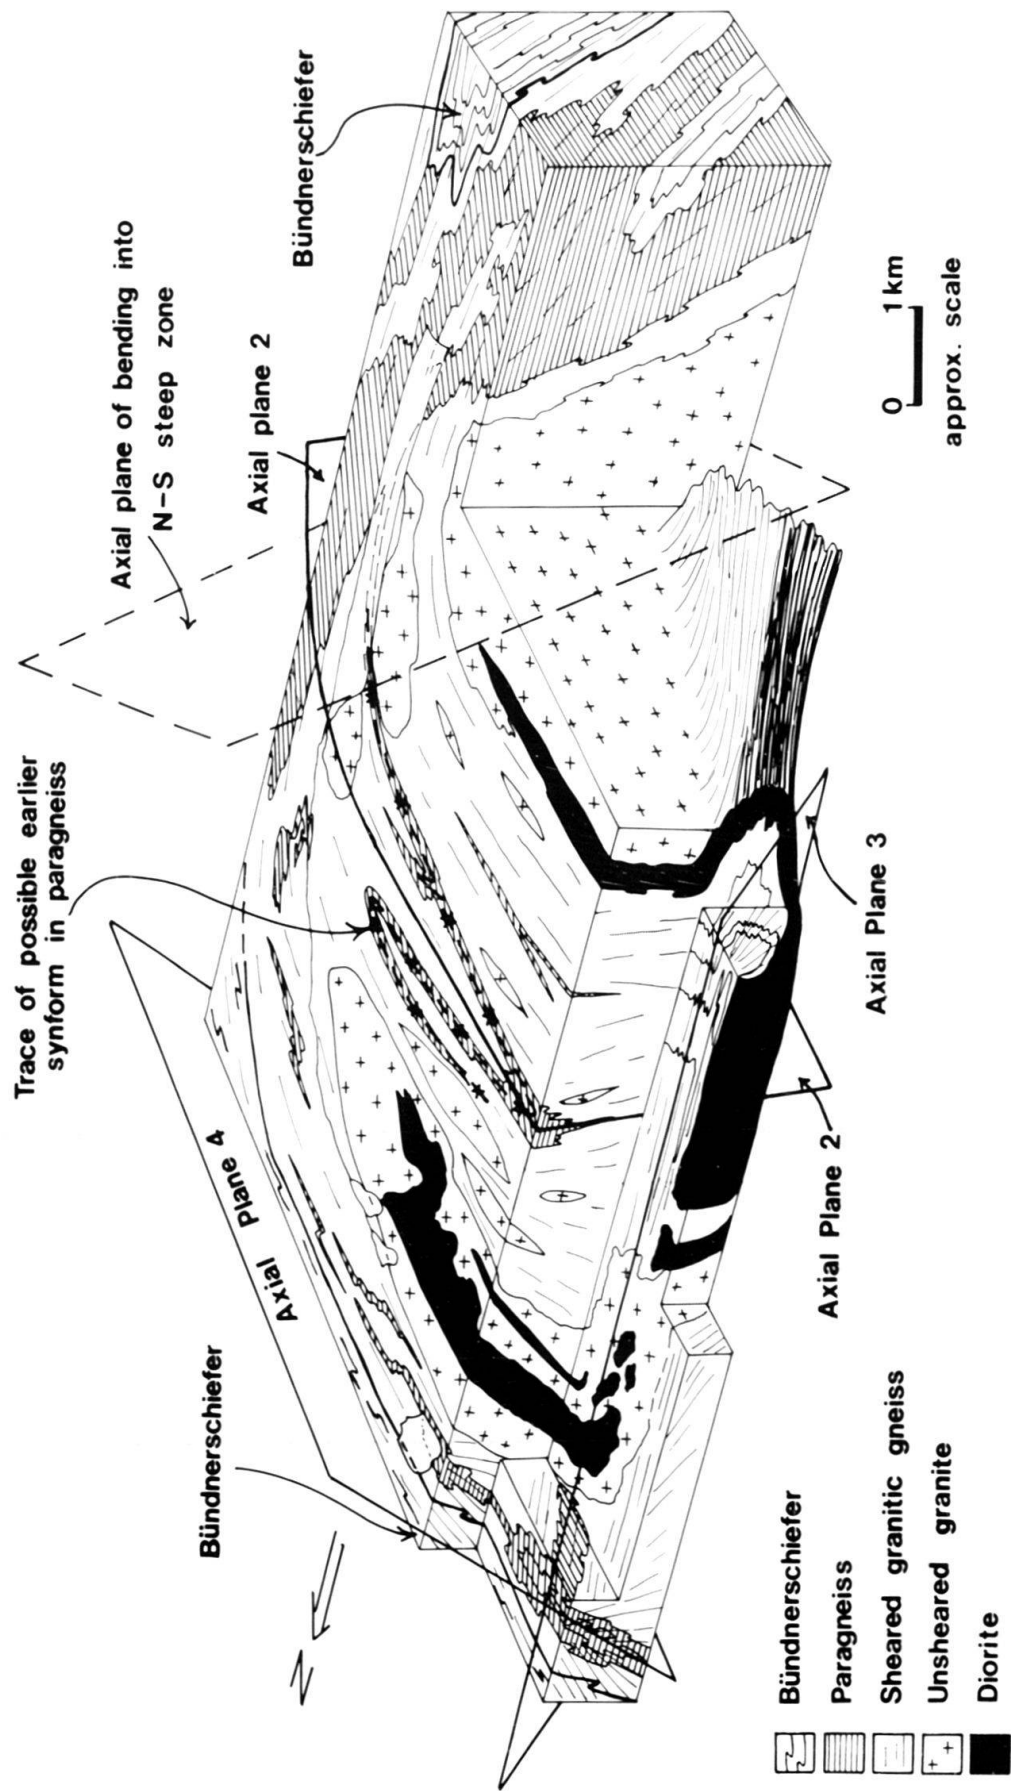 Bündnerschiefer
Axial plane of bending into
N–S steep zone
Axial plane 2
Trace of possible earlier
synform in paragneiss
Axial Plane 4
Bündnerschiefer
N
0 1 km
approx. scale
Axial Plane 3
Axial Plane 2
Bündnerschiefer
Paragneiss
Sheared granitic gneiss
Unsheared granite
Diorite